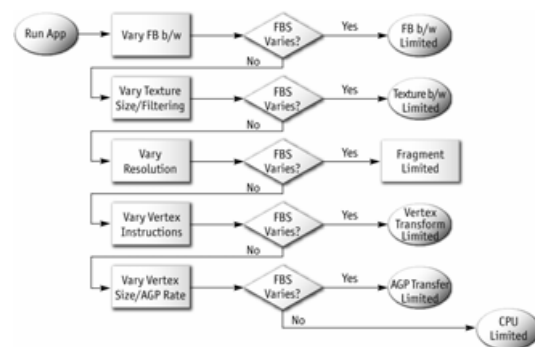 Run App
Vary FB b/w
FBS
Varies?
Yes
FB b/w
Limited
No
Vary Texture
Size/Filtering
FBS
Varies?
Yes
Texture b/w
Limited
No
Vary
Resolution
FBS
Varies?
Yes
Fragment
Limited
No
Vary Vertex
Instructions
FBS
Varies?
Yes
Vertex
Transform
Limited
No
Vary Vertex
Size/AGP Rate
FBS
Varies?
Yes
AGP Transfer
Limited
No
CPU
Limited